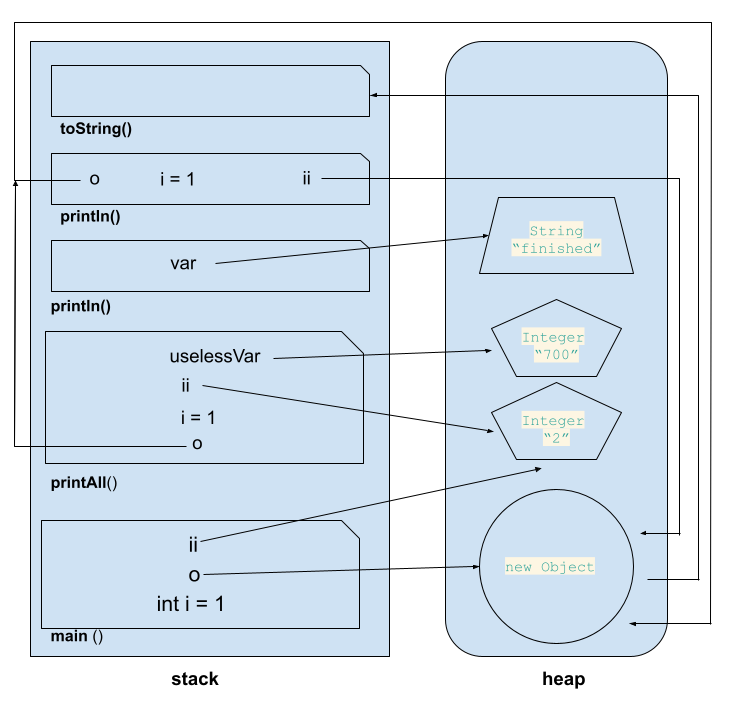 toString()
o i = 1 ii
println()
var
println()
String
“finished”
uselessVar
ii
i = 1
o
printAll()
Integer
“700”
Integer
“2”
ii
o
int i = 1
main ()
new Object
stack
heap